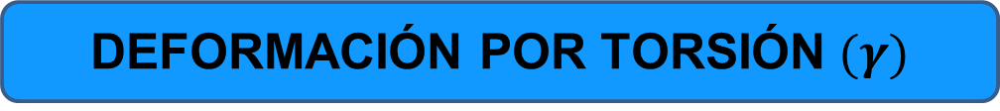 DEFORMACIÓN POR TORSIÓN (γ)